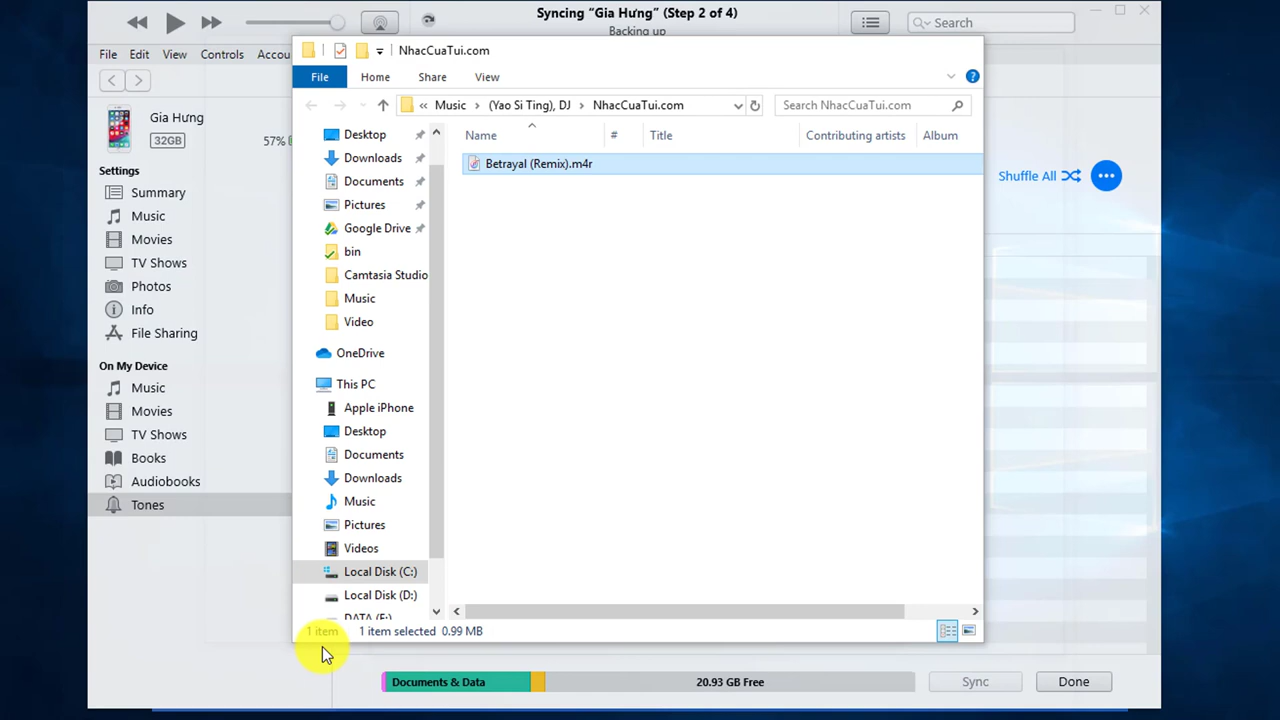 Syncing “Gia Hưng” (Step 2 of 4)
Backing up
Search
File Edit View Controls
NhacCuaTui.com
File Home Share View
« Music > (Yao Si Ting), DJ > NhacCuaTui.com
Search NhacCuaTui.com
Gia Hưng
32GB
57%
Settings
Summary
Music
Movies
TV Shows
Photos
Info
File Sharing
On My Device
Music
Movies
TV Shows
Books
Audiobooks
Tones
Desktop
Downloads
Documents
Pictures
Google Drive
bin
Camtasia Studio
Music
Video
OneDrive
This PC
Apple iPhone
Desktop
Documents
Downloads
Music
Pictures
Videos
Local Disk (C:)
Local Disk (D:)
Name # Title Contributing artists Album
Betrayal (Remix).m4r
Shuffle All
1 item 1 item selected 0.99 MB
Documents & Data
20.93 GB Free
Sync
Done